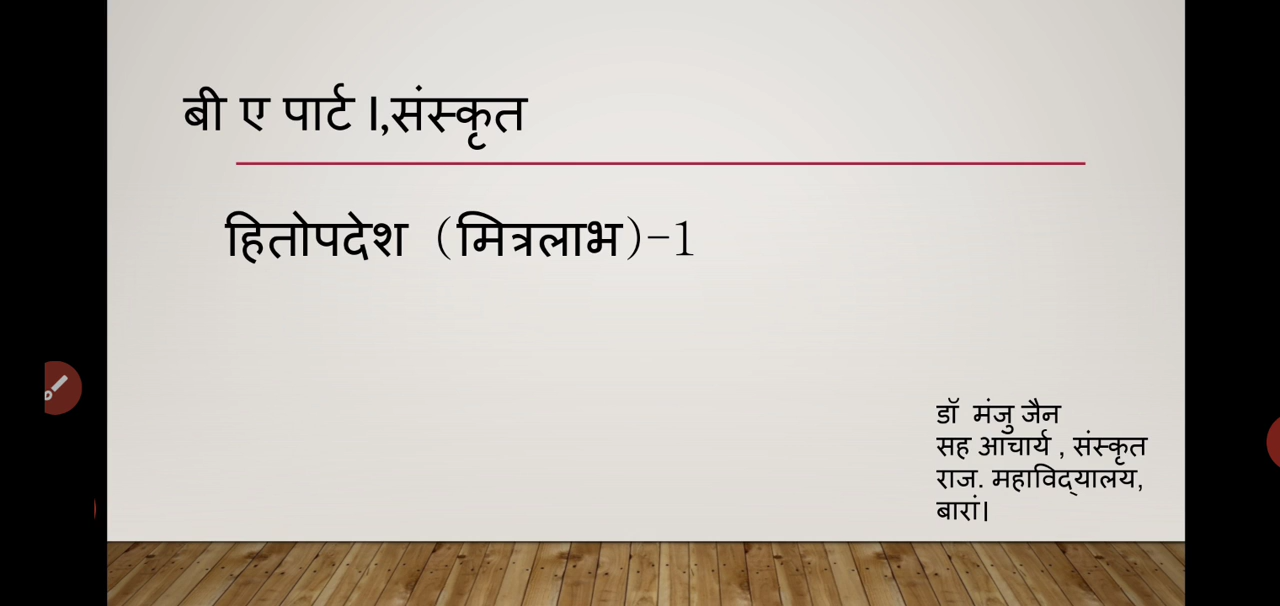 बी ए पार्ट I,संस्कृत
हितोपदेश (मित्रलाभ)-1
डॉ मंजु जैन
सह आचार्य , संस्कृत
राज. महाविद्यालय,
बारां।